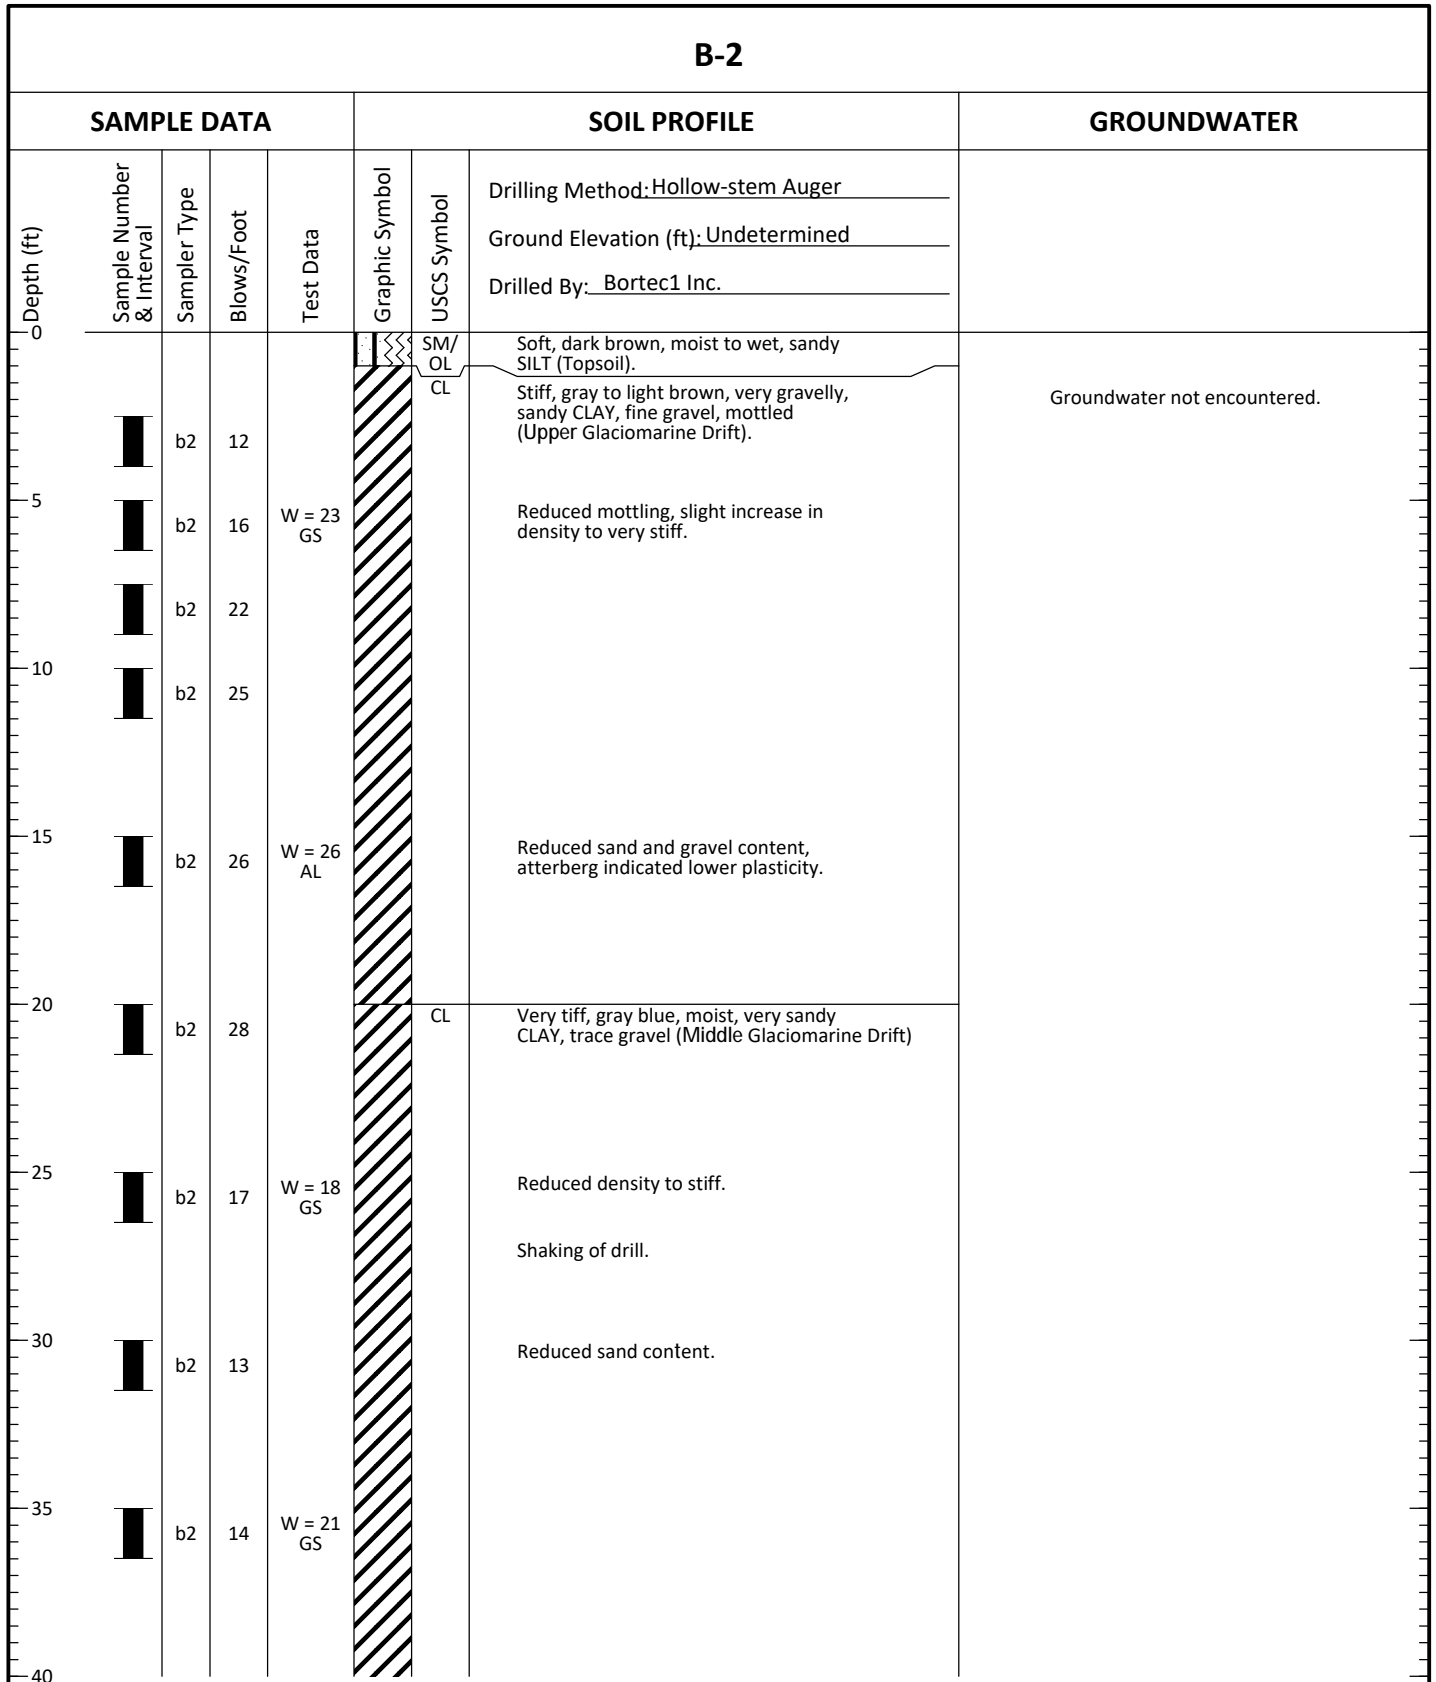 B-2
SAMPLE DATA
SOIL PROFILE
GROUNDWATER
Depth (ft)
Sample Number
& Interval
Sampler Type
Blows/Foot
Test Data
Graphic Symbol
USCS Symbol
Drilling Method: Hollow-stem Auger
Ground Elevation (ft): Undetermined
Drilled By: Bortec1 Inc.
0
SM/
OL
Soft, dark brown, moist to wet, sandy
SILT (Topsoil).
CL
Stiff, gray to light brown, very gravelly,
sandy CLAY, fine gravel, mottled
(Upper Glaciomarine Drift).
Groundwater not encountered.
b2 12
5
b2 16
W = 23
GS
Reduced mottling, slight increase in
density to very stiff.
b2 22
10
b2 25
15
b2 26
W = 26
AL
Reduced sand and gravel content,
atterberg indicated lower plasticity.
20
b2 28
CL
Very tiff, gray blue, moist, very sandy
CLAY, trace gravel (Middle Glaciomarine Drift)
25
b2 17
W = 18
GS
Reduced density to stiff.
Shaking of drill.
30
b2 13
Reduced sand content.
35
b2 14
W = 21
GS
40